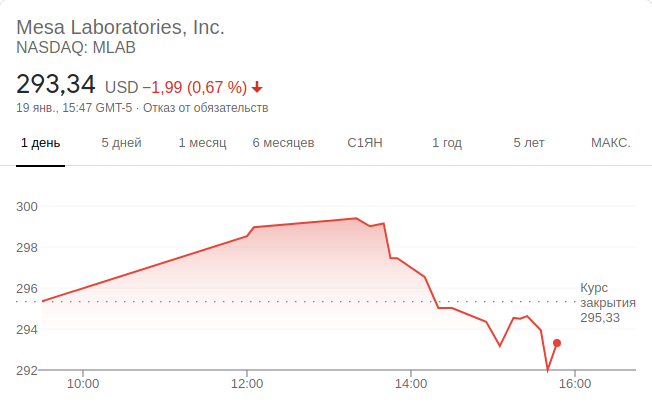 Mesa Laboratories, Inc.
NASDAQ: MLAB
293,34 USD −1,99 (0,67 %)
19 янв., 15:47 GMT-5 · Отказ от обязательств
1 день 5 дней 1 месяц 6 месяцев С1ЯН 1 год 5 лет МАКС.
300
298
296
294
292
Курс
закрытия
295,33
10:00 12:00 14:00 16:00